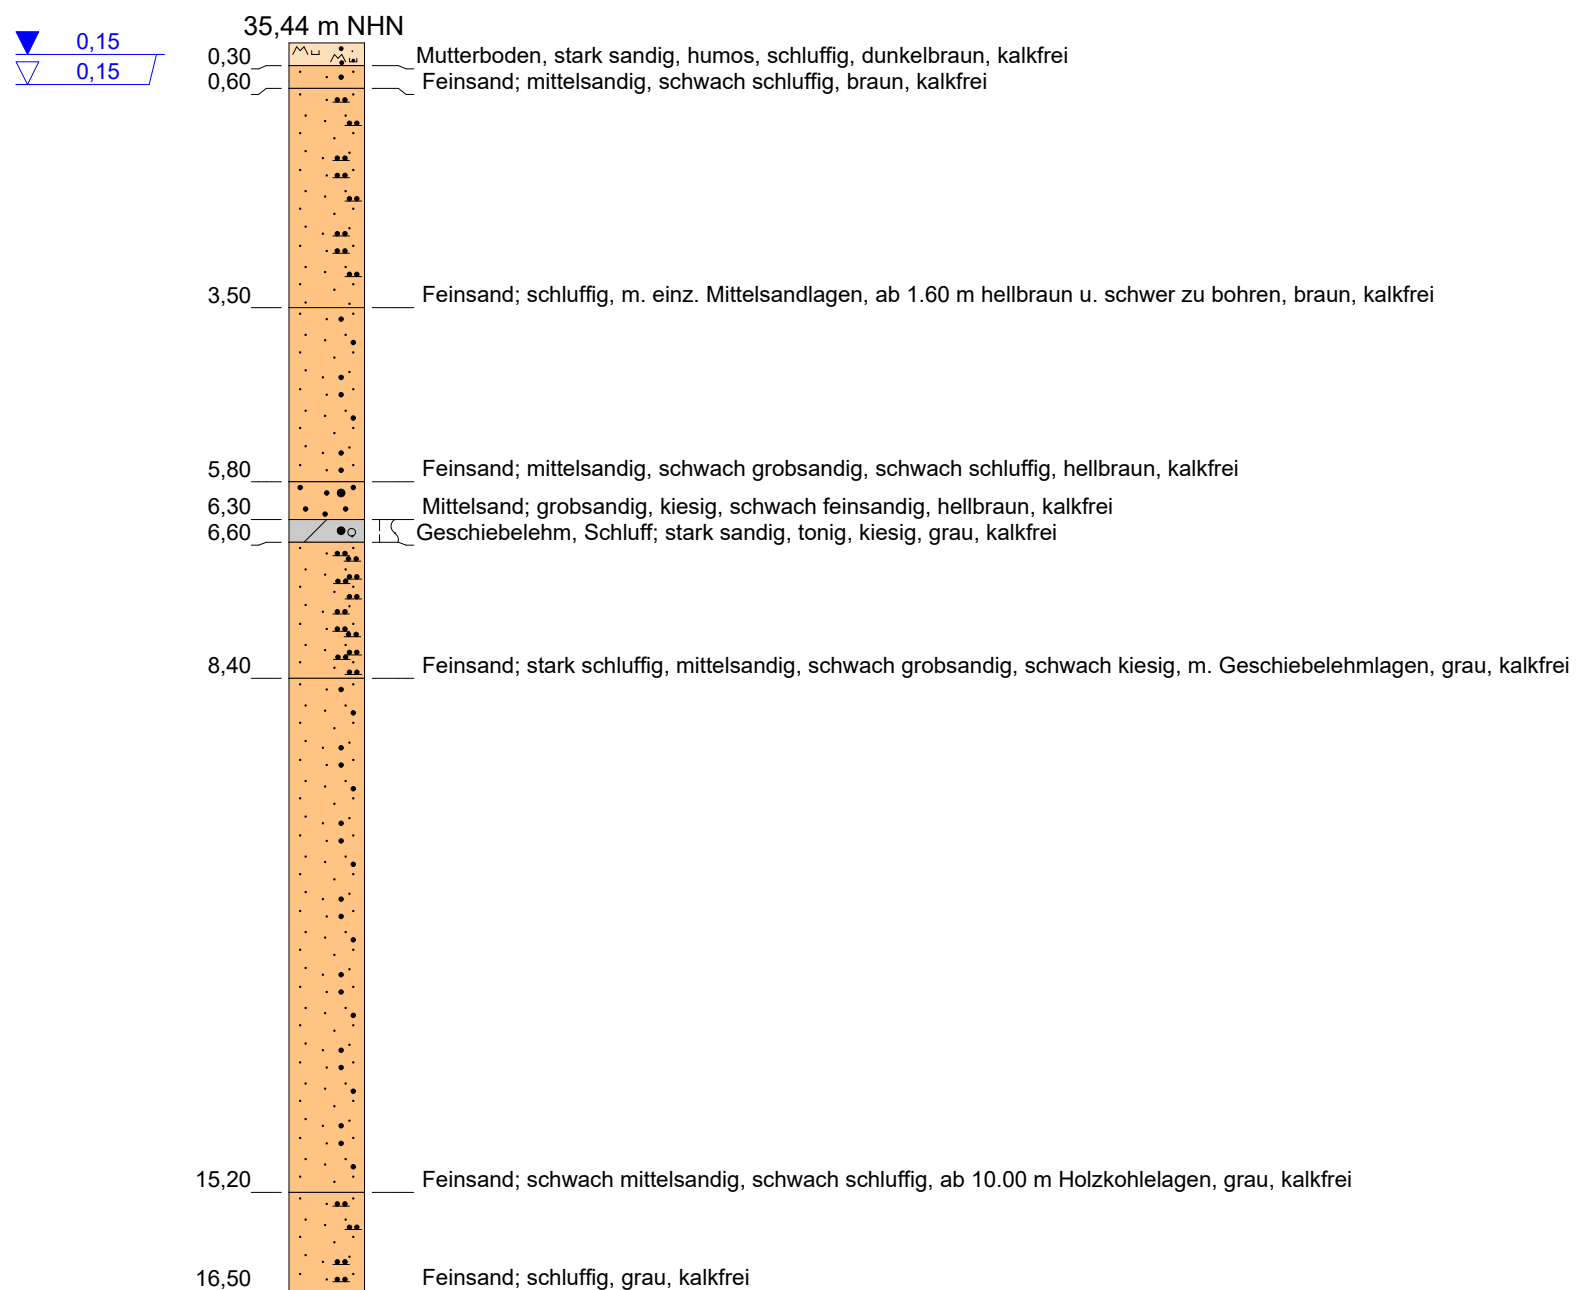 35,44 m NHN
0,15
0,15
0,30 Mutterboden, stark sandig, humos, schluffig, dunkelbraun, kalkfrei
0,60 Feinsand; mittelsandig, schwach schluffig, braun, kalkfrei
3,50 Feinsand; schluffig, m. einz. Mittelsandlagen, ab 1.60 m hellbraun u. schwer zu bohren, braun, kalkfrei
5,80 Feinsand; mittelsandig, schwach grobsandig, schwach schluffig, hellbraun, kalkfrei
6,30 Mittelsand; grobsandig, kiesig, schwach feinsandig, hellbraun, kalkfrei
6,60 Geschiebelehm, Schluff; stark sandig, tonig, kiesig, grau, kalkfrei
8,40 Feinsand; stark schluffig, mittelsandig, schwach grobsandig, schwach kiesig, m. Geschiebelehmlagen, grau, kalkfrei
15,20 Feinsand; schwach mittelsandig, schwach schluffig, ab 10.00 m Holzkohlelagen, grau, kalkfrei
16,50 Feinsand; schluffig, grau, kalkfrei